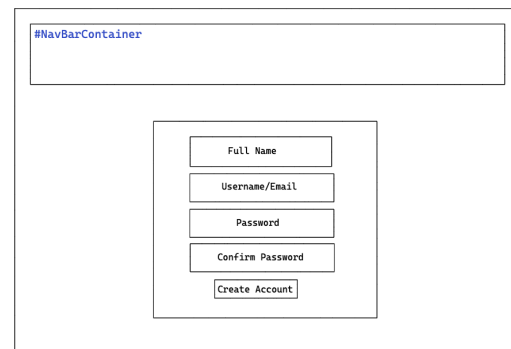 #NavBarContainer
Full Name
Username/Email
Password
Confirm Password
Create Account